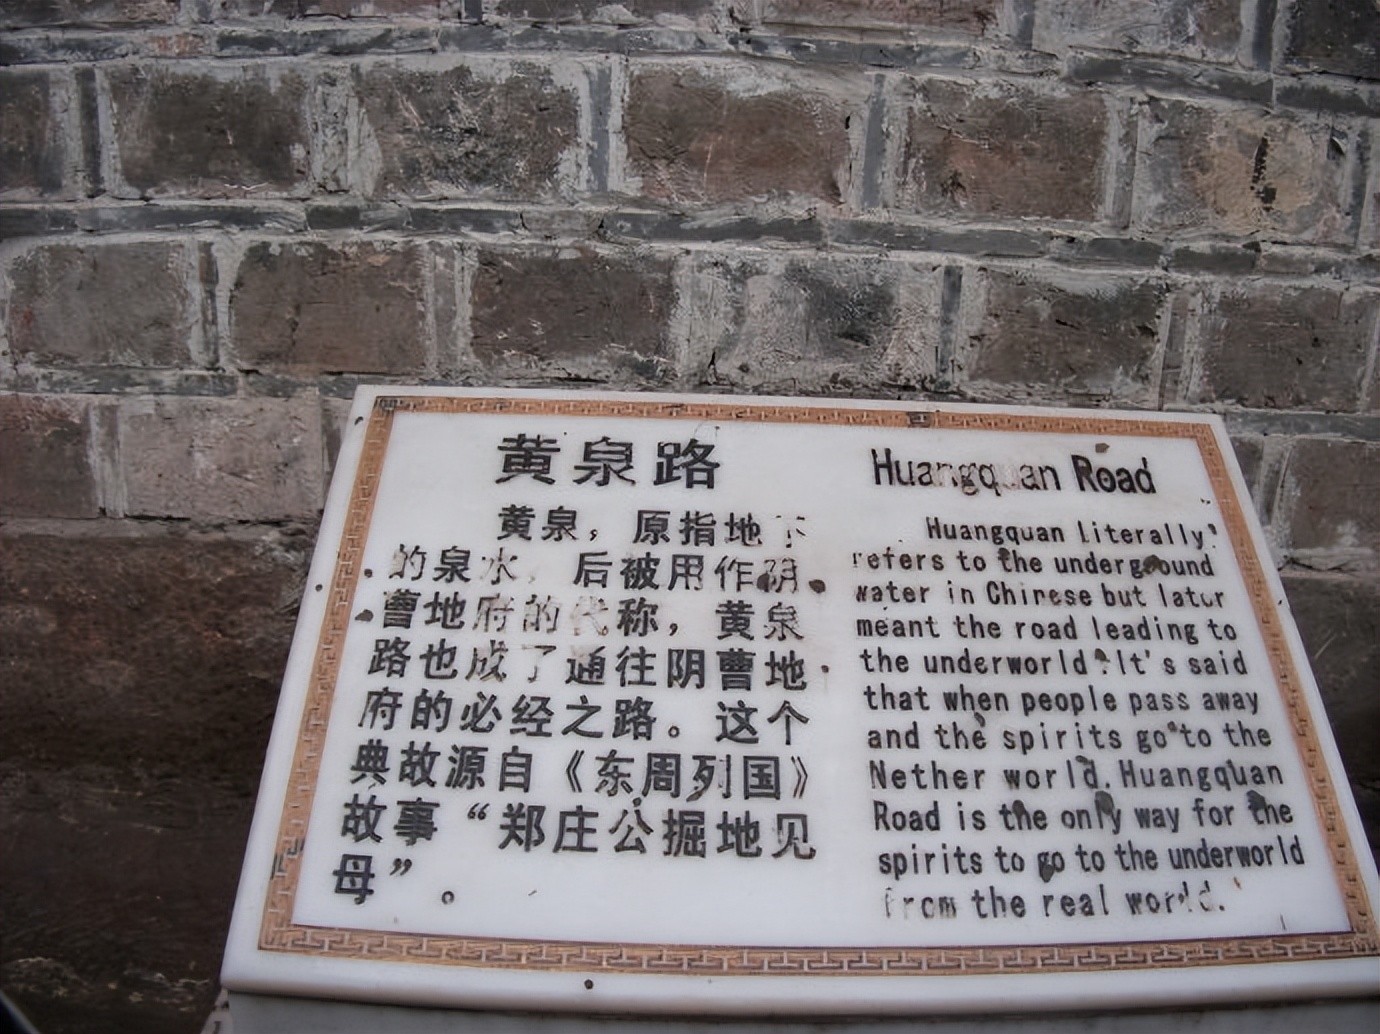 黄泉路
黄泉，原指地下
的泉水，后被用作阴
曹地府的代称，黄泉
路也成了通往阴曹地
府的必经之路。这个
典故源自《东周列国》
故事“郑庄公掘地见
母”。
Huangquan Road
Huangquan literally
refers to the underground
water in Chinese but later
meant the road leading to
the underworld. It's said
that when people pass away
and the spirits go to the
Nether world, Huangquan
Road is the only way for the
spirits to go to the underworld
from the real world.